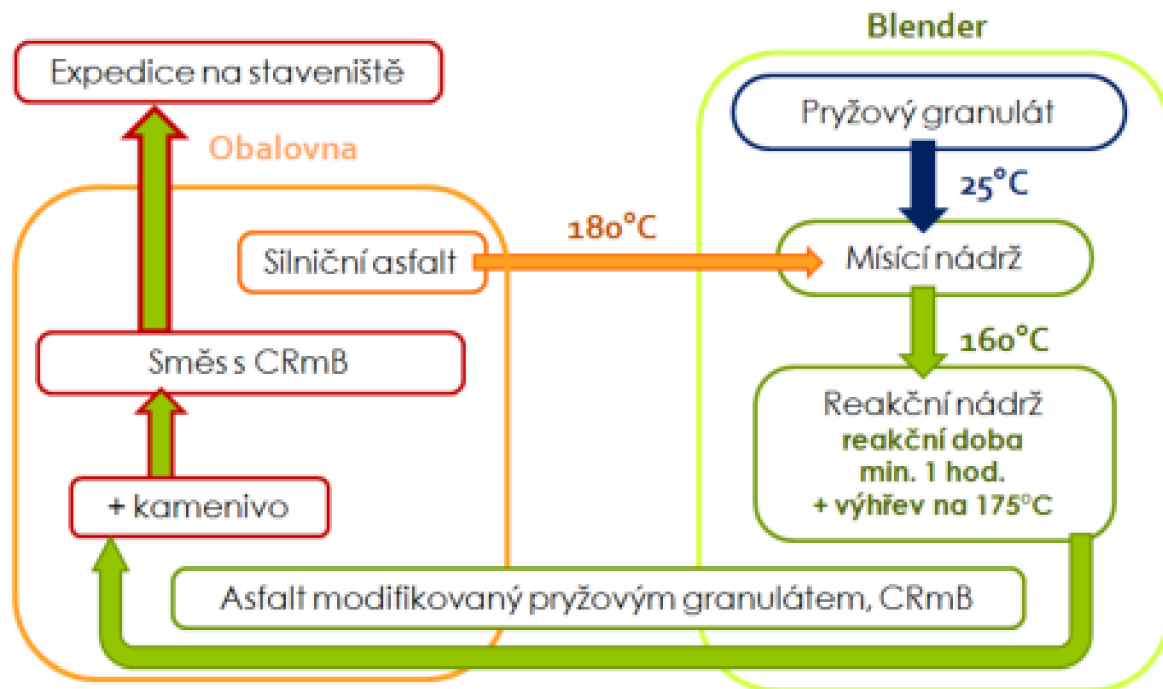 Blender
Expedice na staveniště
Pryžový granulát
Obalovna
25°C
180°C
Silniční asfalt
Mísící nádrž
160°C
Směs s CRmB
Reakční nádrž
reakční doba
min. 1 hod.
+ výhřev na 175°C
+ kamenivo
Asfalt modifikovaný pryžovým granulátem, CRmB